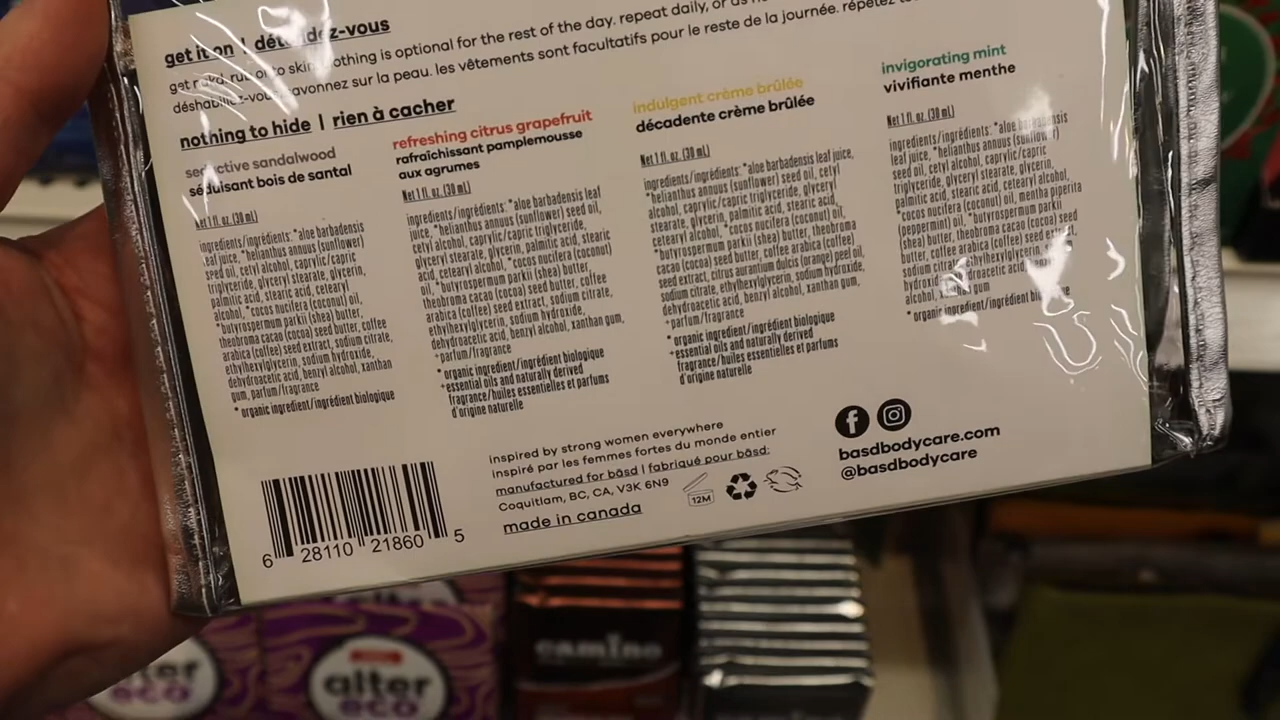 get it on | détendez-vous
get nakd, rub on to skin, clothing is optional for the rest of the day. repeat daily, or as
déshabillez-vous, savonnez sur la peau. les vêtements sont facultatifs pour le reste de la journée. répétez
nothing to hide | rien à cacher
seductive sandalwood
séduisant bois de santal
Net 1 fl. oz. (30 mL)
ingredients/ingrédients: *aloe barbadensis
leaf juice, *helianthus annuus (sunflower)
seed oil, cetyl alcohol, caprylic/capric
triglyceride, glyceryl stearate, glycerin,
palmitic acid, stearic acid, cetearyl
alcohol, *cocos nucifera (coconut) oil,
*butyrospermum parkii (shea) butter,
theobroma cacao (cocoa) seed butter, coffee
arabica (coffee) seed extract, sodium citrate,
ethylhexylglycerin, sodium hydroxide,
dehydroacetic acid, benzyl alcohol, xanthan
gum, parfum/fragrance
* organic ingredient/ingrédient biologique
refreshing citrus grapefruit
rafraîchissant pamplemousse
aux agrumes
Net 1 fl. oz. (30 mL)
ingredients/ingrédients: *aloe barbadensis leaf
juice, *helianthus annuus (sunflower) seed oil,
cetyl alcohol, caprylic/capric triglyceride,
glyceryl stearate, glycerin, palmitic acid, stearic
acid, cetearyl alcohol, *cocos nucifera (coconut)
oil, *butyrospermum parkii (shea) butter,
theobroma cacao (cocoa) seed butter, coffee
arabica (coffee) seed extract, sodium citrate,
ethylhexylglycerin, sodium hydroxide,
dehydroacetic acid, benzyl alcohol, xanthan gum,
+parfum/fragrance
* organic ingredient/ingrédient biologique
+essential oils and naturally derived
fragrance/huiles essentielles et parfums
d'origine naturelle
indulgent crème brûlée
décadente crème brûlée
Net 1 fl. oz. (30 mL)
ingredients/ingrédients: *aloe barbadensis leaf juice,
*helianthus annuus (sunflower) seed oil, cetyl
alcohol, caprylic/capric triglyceride, glyceryl
stearate, glycerin, palmitic acid, stearic acid,
cetearyl alcohol, *cocos nucifera (coconut) oil,
*butyrospermum parkii (shea) butter, theobroma
cacao (cocoa) seed butter, coffee arabica (coffee)
seed extract, citrus aurantium dulcis (orange) peel oil,
sodium citrate, ethylhexylglycerin, sodium hydroxide,
dehydroacetic acid, benzyl alcohol, xanthan gum,
+parfum/fragrance
* organic ingredient/ingrédient biologique
+essential oils and naturally derived
fragrance/huiles essentielles et parfums
d'origine naturelle
invigorating mint
vivifiante menthe
Net 1 fl. oz. (30 mL)
ingredients/ingrédients: *aloe barbadensis
leaf juice, *helianthus annuus (sunflower)
seed oil, cetyl alcohol, caprylic/capric
triglyceride, glyceryl stearate, glycerin,
palmitic acid, stearic acid, cetearyl alcohol,
*cocos nucifera (coconut) oil, mentha piperita
(peppermint) oil, *butyrospermum parkii
(shea) butter, theobroma cacao (cocoa) seed
butter, coffee arabica (coffee) seed extract,
sodium citrate, sodium
hydroxide, dehydroacetic acid, benzyl
alcohol, xanthan gum
* organic ingredient/ingrédient biologique
6 28110 21860 5
inspired by strong women everywhere
inspiré par les femmes fortes du monde entier
manufactured for bāsd | fabriqué pour bāsd:
Coquitlam, BC, CA, V3K 6N9
made in canada
12M
basdbodycare.com
@basdbodycare
alter
eco
alter
eco
camino